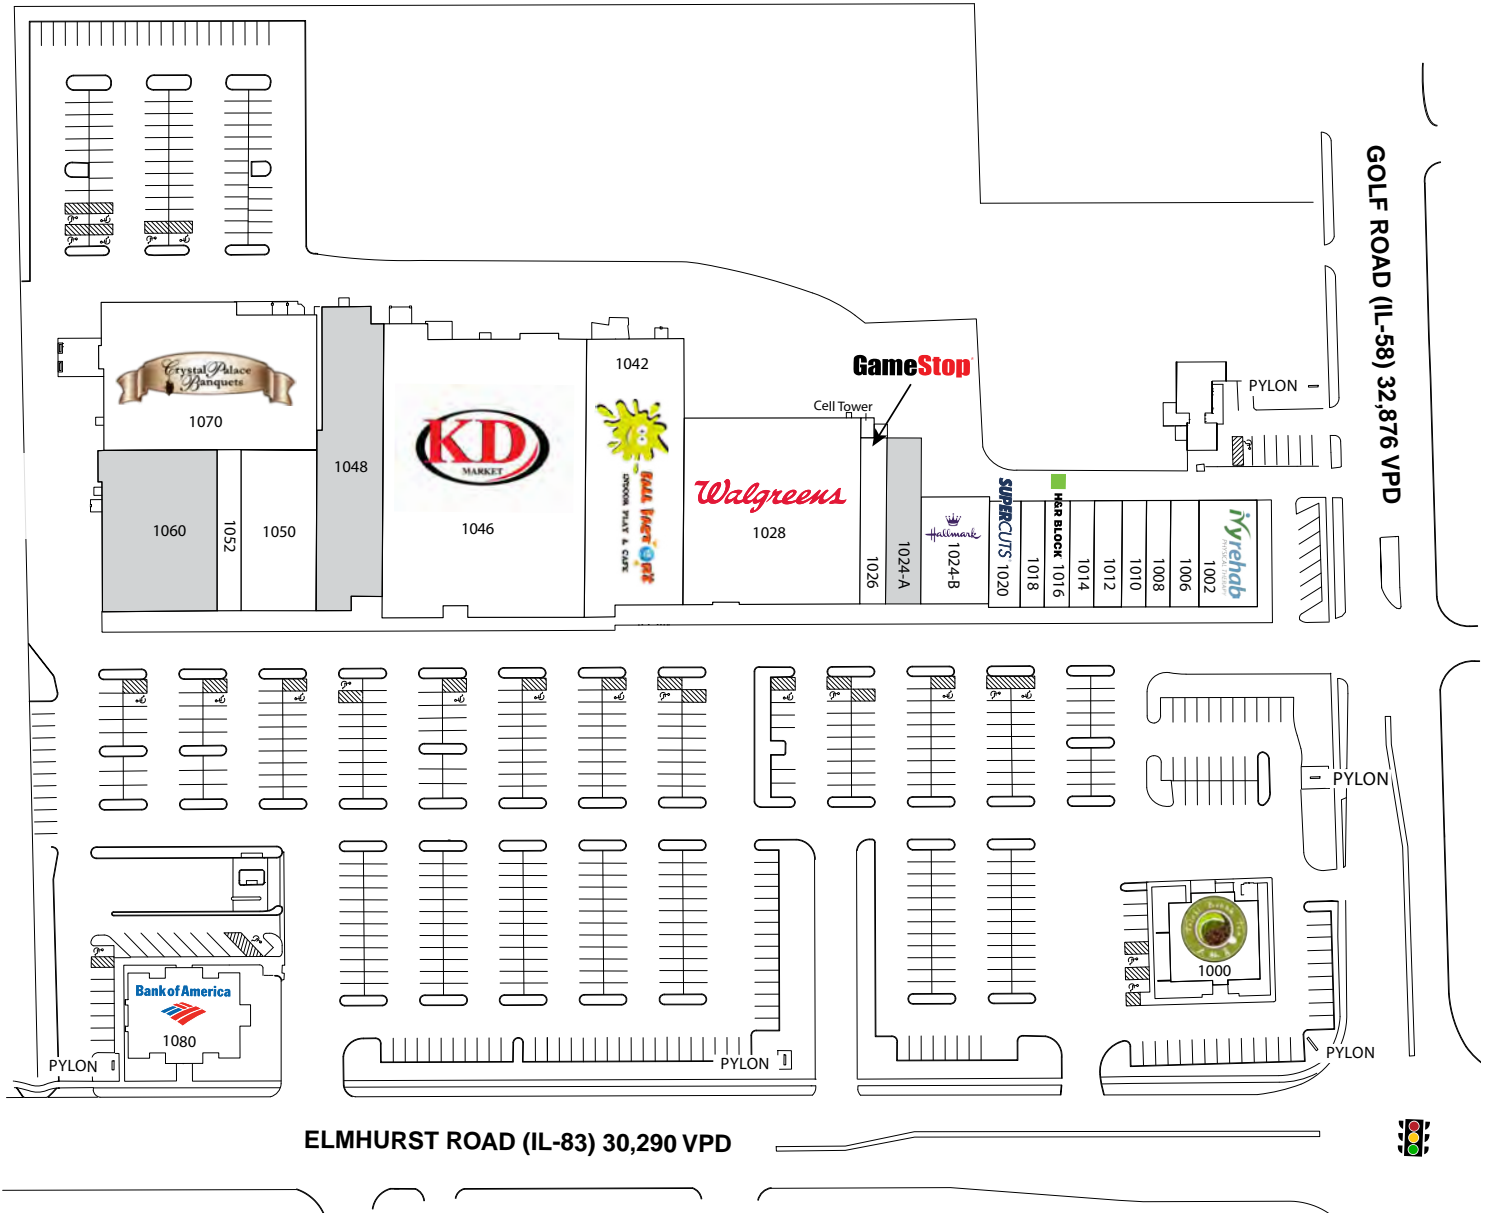 GOLF ROAD (IL-58) 32,876 VPD
PYLON
Crystal Palace
Banquets
1070
1048
KD
MARKET
1046
1042
INDOOR PLAY & CAFE
Walgreens
1028
Cell Tower
GameStop
1026
1024-A
Hallmark
1024-B
SUPERCUTS 1020
1018
H&R BLOCK 1016
1014
1012
1010
1008
1006
1002
ivyrehab
PHYSICAL THERAPY
1060
1052
1050
PYLON
1000
Bank of America
1080
PYLON
PYLON
PYLON
ELMHURST ROAD (IL-83) 30,290 VPD